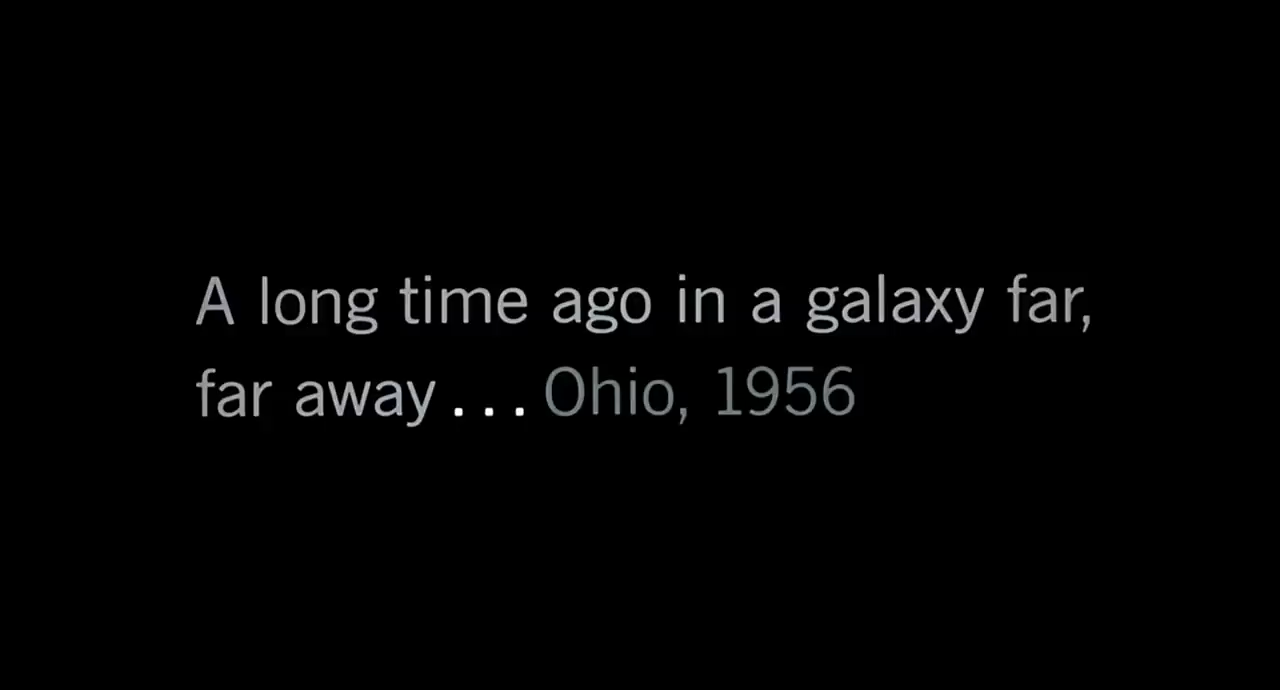 A long time ago in a galaxy far,
far away . . . Ohio, 1956